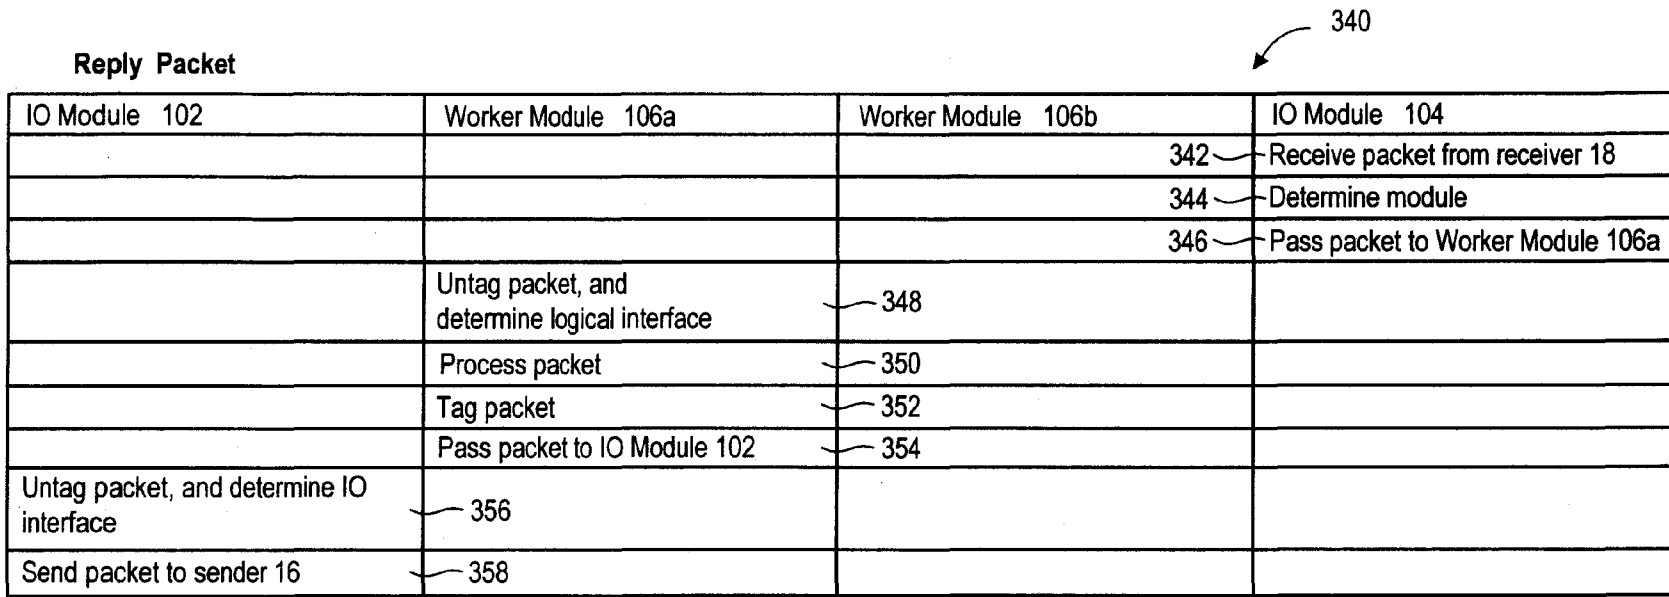 340
Reply Packet
IO Module 102 Worker Module 106a Worker Module 106b IO Module 104
342 Receive packet from receiver 18
344 Determine module
346 Pass packet to Worker Module 106a
Untag packet, and
determine logical interface 348
Process packet 350
Tag packet 352
Pass packet to IO Module 102 354
Untag packet, and determine IO
interface 356
Send packet to sender 16 358